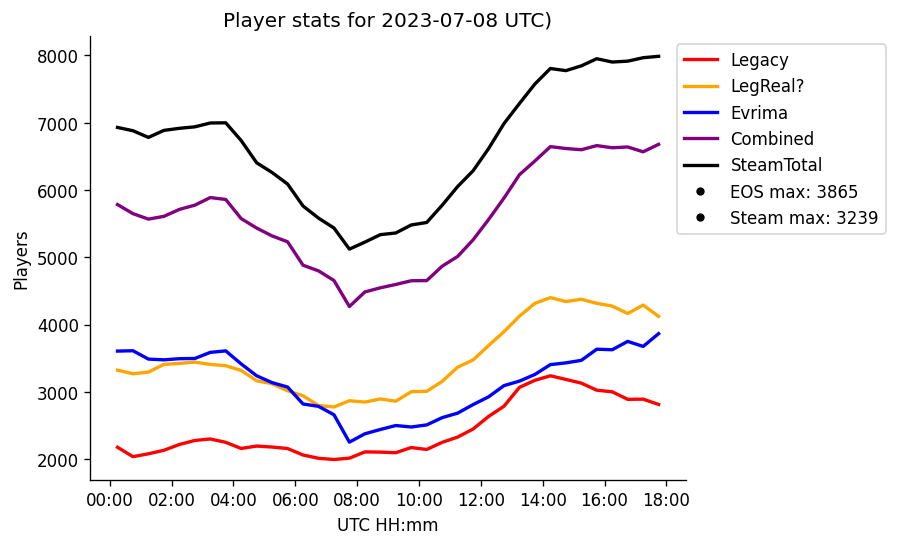 Player stats for 2023-07-08 UTC)
8000
7000
6000
5000
4000
3000
2000
Players
00:00 02:00 04:00 06:00 08:00 10:00 12:00 14:00 16:00 18:00
UTC HH:mm
Legacy
LegReal?
Evrima
Combined
SteamTotal
EOS max: 3865
Steam max: 3239